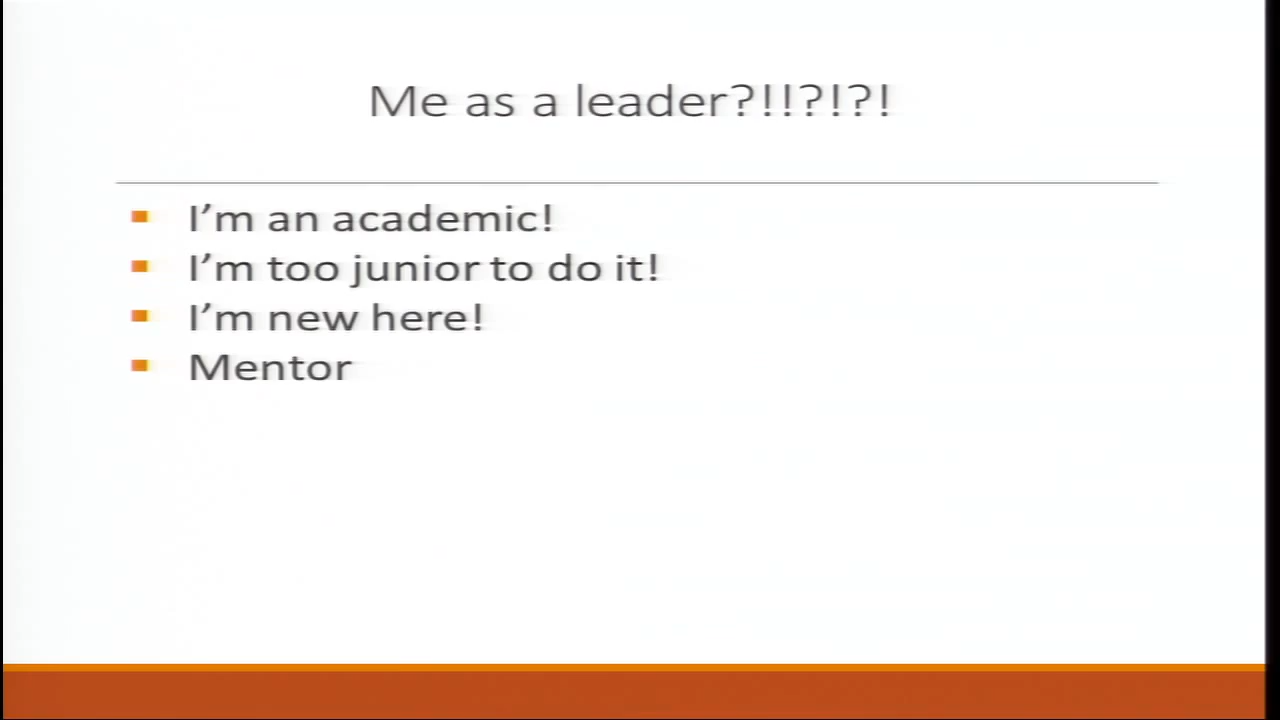 Me as a leader?!!?!?!
I'm an academic!
I'm too junior to do it!
I'm new here!
Mentor